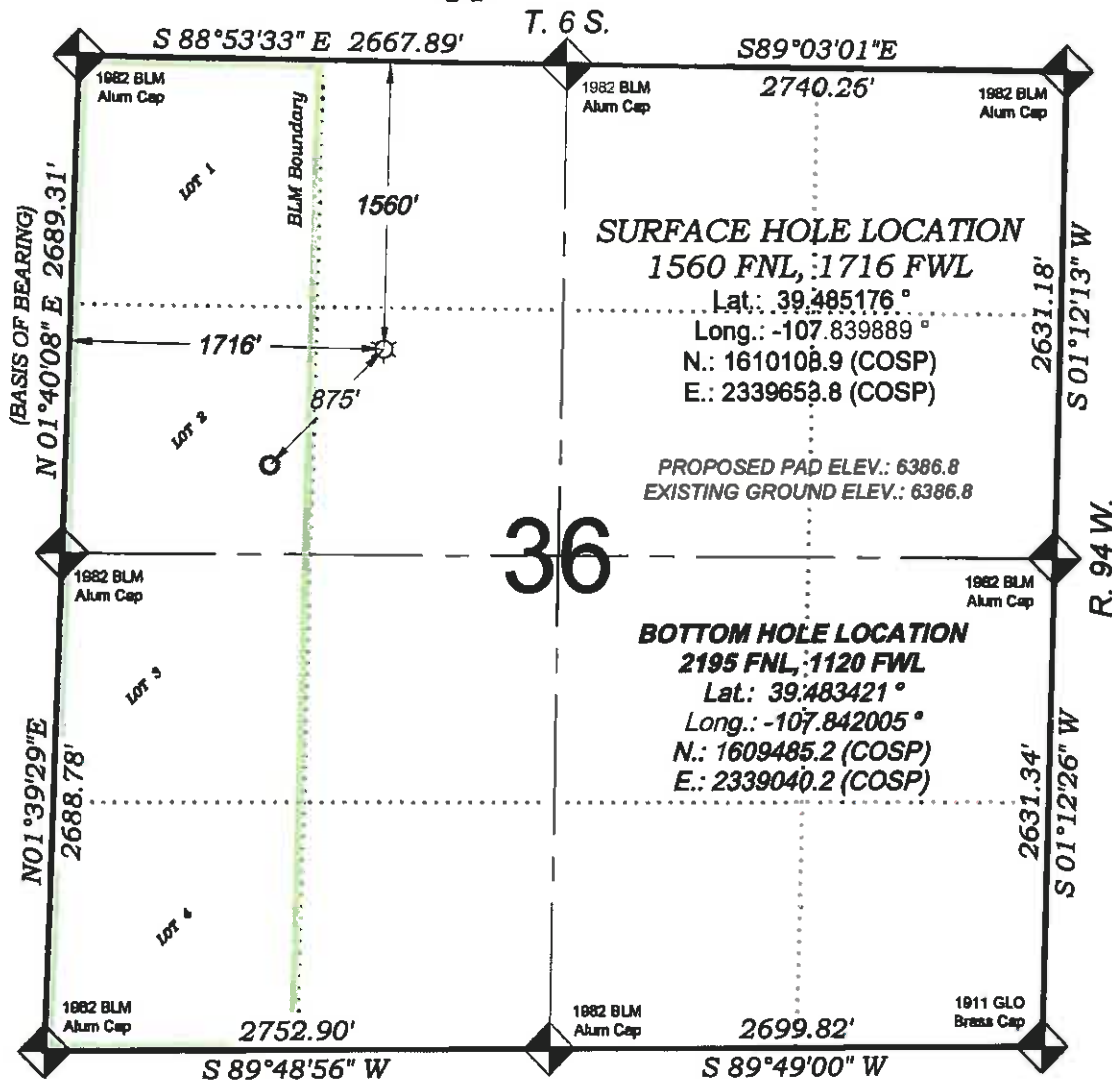 T. 6 S.
S 88°53'33" E 2667.89'
S89°03'01"E
2740.26'
1982 BLM
Alum Cap
1982 BLM
Alum Cap
1982 BLM
Alum Cap
BLM Boundary
LOT 1
1560'
(BASIS OF BEARING)
N 01°40'08" E 2689.31'
SURFACE HOLE LOCATION
1560 FNL, 1716 FWL
Lat.: 39.485176 °
Long.: -107.839889 °
N.: 1610108.9 (COSP)
E.: 2339653.8 (COSP)
2631.18'
S 01°12'13" W
1716'
875'
LOT 2
PROPOSED PAD ELEV.: 6386.8
EXISTING GROUND ELEV.: 6386.8
36
R. 94 W.
1982 BLM
Alum Cap
1982 BLM
Alum Cap
BOTTOM HOLE LOCATION
2195 FNL, 1120 FWL
Lat.: 39.483421 °
Long.: -107.842005 °
N.: 1609485.2 (COSP)
E.: 2339040.2 (COSP)
LOT 3
N01°39'29"E
2688.78'
2631.34'
S 01°12'26" W
LOT 4
1982 BLM
Alum Cap
1982 BLM
Alum Cap
1911 GLO
Brass Cap
2752.90'
2699.82'
S 89°48'56" W
S 89°49'00" W